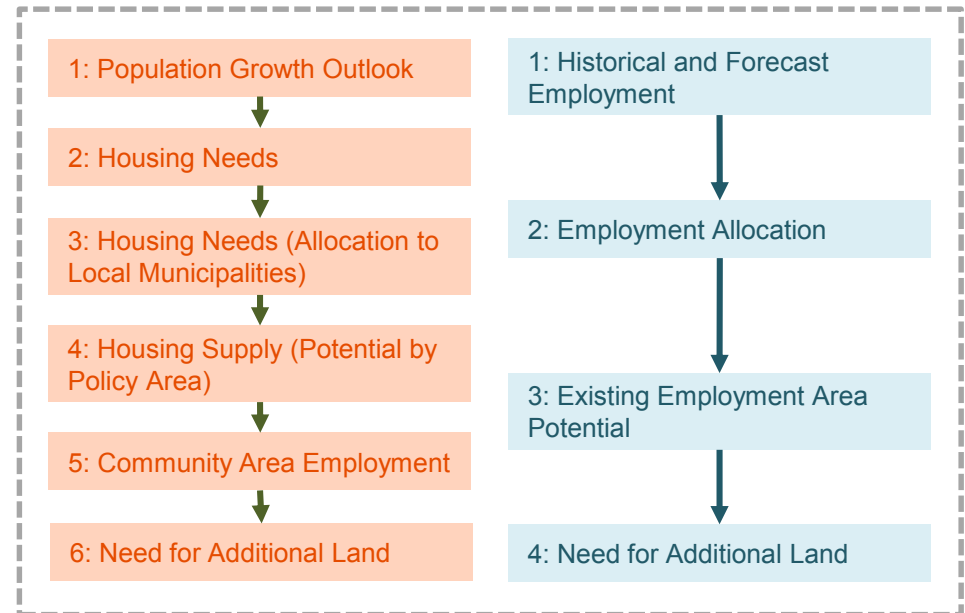 1: Population Growth Outlook
2: Housing Needs
3: Housing Needs (Allocation to
Local Municipalities)
4: Housing Supply (Potential by
Policy Area)
5: Community Area Employment
6: Need for Additional Land
1: Historical and Forecast
Employment
2: Employment Allocation
3: Existing Employment Area
Potential
4: Need for Additional Land